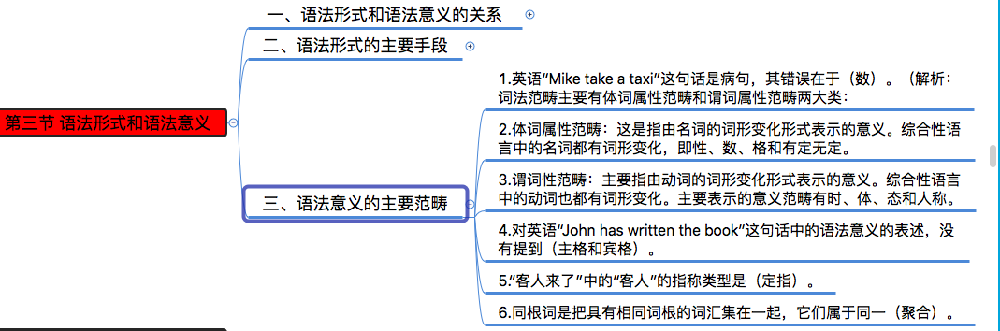 一、语法形式和语法意义的关系
二、语法形式的主要手段
第三节 语法形式和语法意义
三、语法意义的主要范畴
1.英语“Mike take a taxi”这句话是病句，其错误在于（数）。（解析：
词法范畴主要有体词属性范畴和谓词属性范畴两大类：
2.体词属性范畴：这是指由名词的词形变化形式表示的意义。综合性语
言中的名词都有词形变化，即性、数、格和有定无定。
3.谓词性范畴：主要指由动词的词形变化形式表示的意义。综合性语言
中的动词也都有词形变化。主要表示的意义范畴有时、体、态和人称。
4.对英语“John has written the book”这句话中的语法意义的表述，没
有提到（主格和宾格）。
5.“客人来了”中的“客人”的指称类型是（定指）。
6.同根词是把具有相同词根的词汇集在一起，它们属于同一（聚合）。